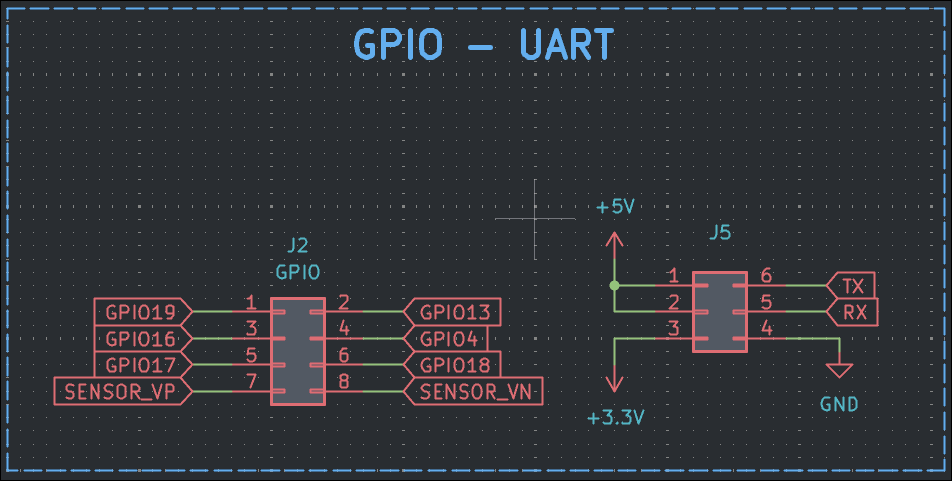 GPIO - UART
+5V
J2
GPIO
J5
GPIO19 1 2 GPIO13
GPIO16 3 4 GPIO4
GPIO17 5 6 GPIO18
SENSOR_VP 7 8 SENSOR_VN
1 6 TX
2 5 RX
3 4
+3.3V
GND